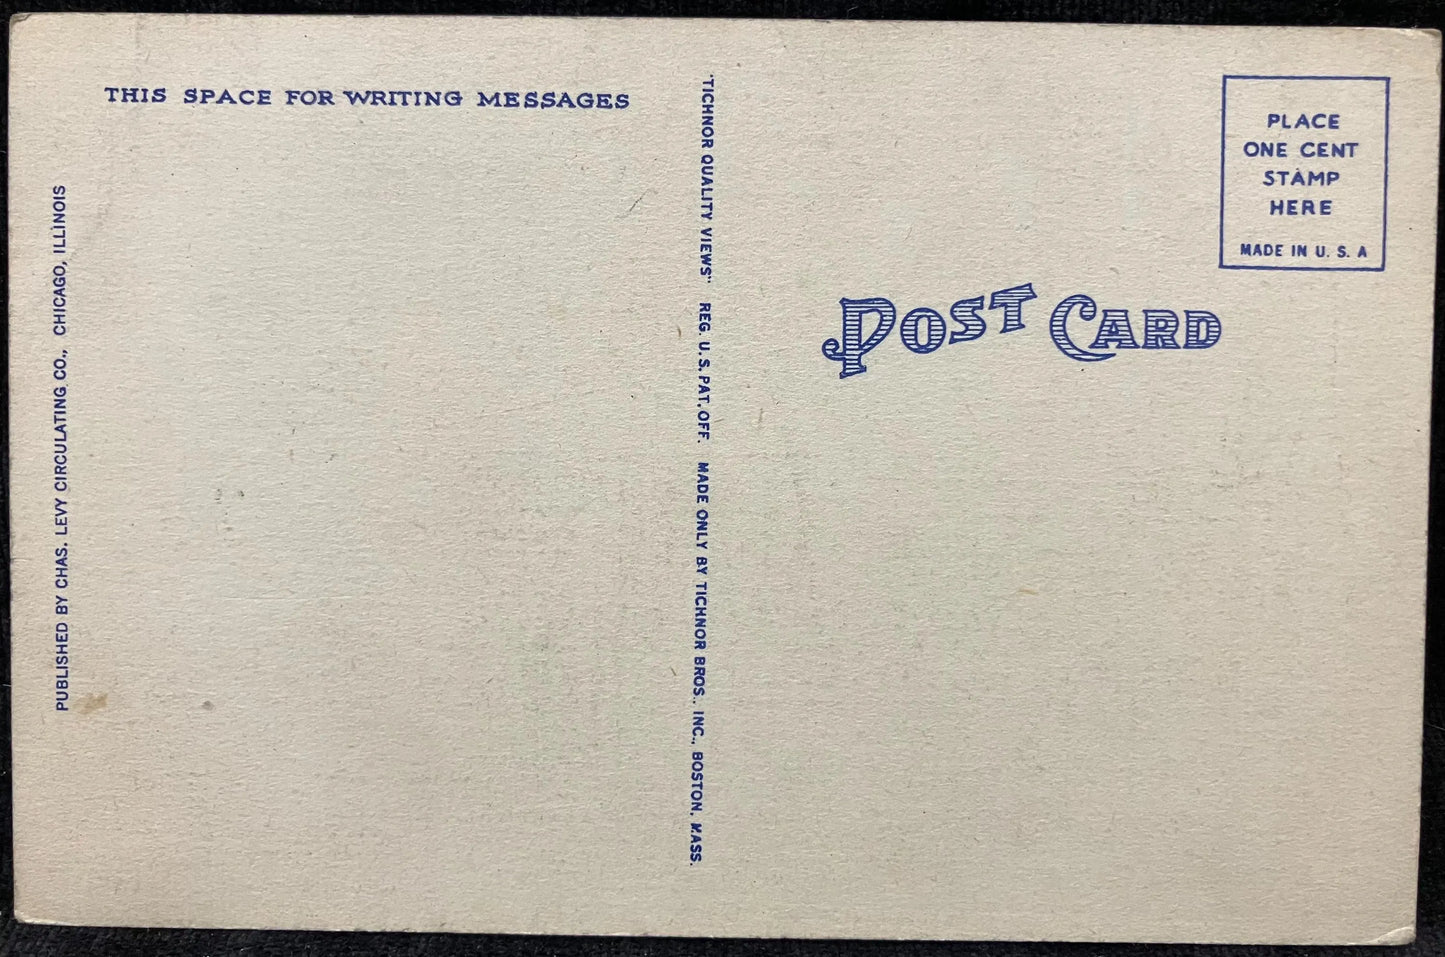 THIS SPACE FOR WRITING MESSAGES
PUBLISHED BY CHAS. LEVY CIRCULATING CO., CHICAGO, ILLINOIS
"TICHNOR QUALITY VIEWS" REG. U. S. PAT. OFF. MADE ONLY BY TICHNOR BROS., INC., BOSTON, MASS.
PLACE
ONE CENT
STAMP
HERE
MADE IN U. S. A
POST CARD